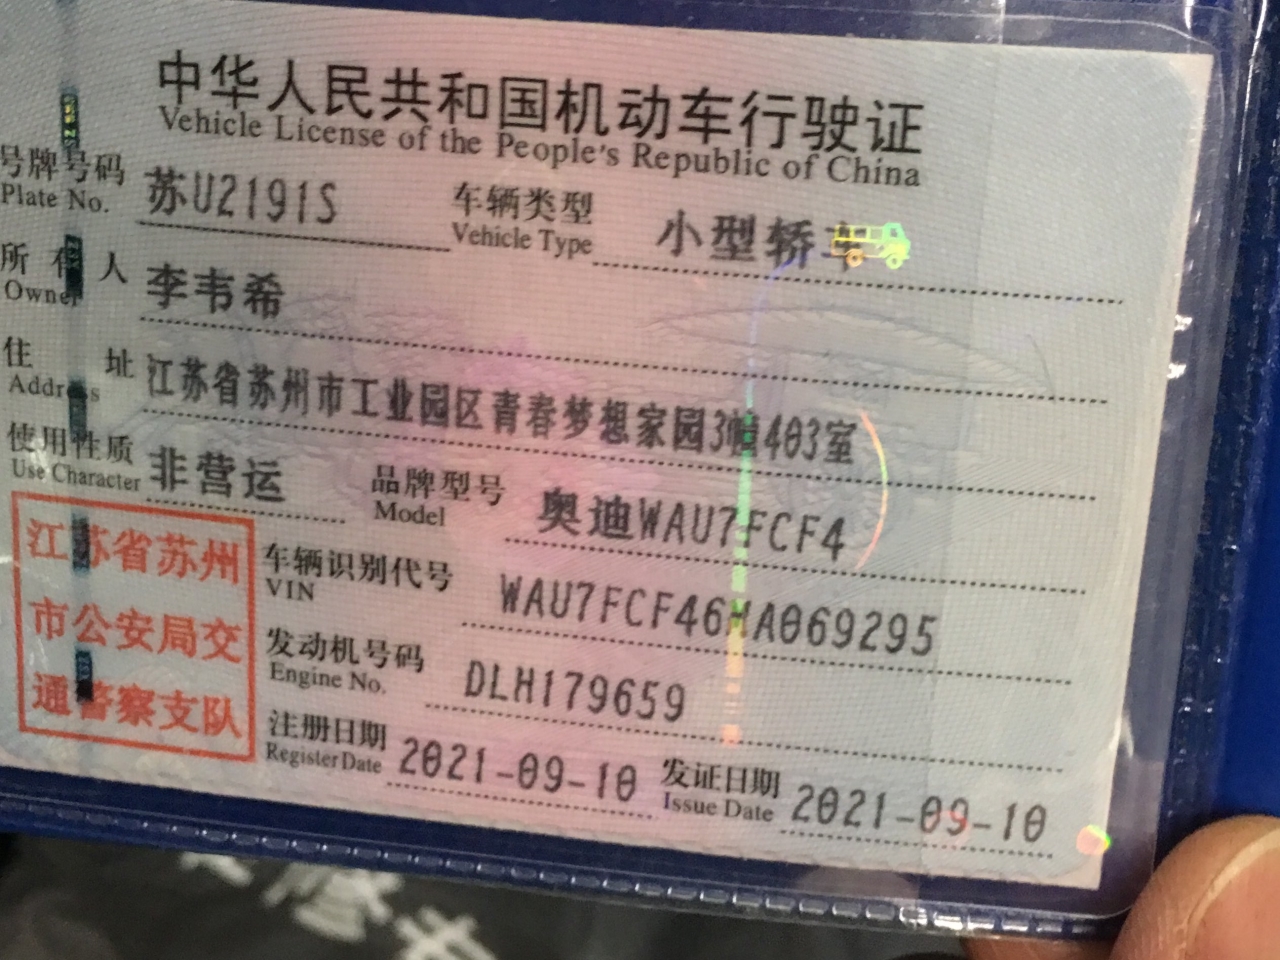 中华人民共和国机动车行驶证
Vehicle License of the People's Republic of China
号牌号码 苏U2191S 车辆类型 小型轿车
Plate No. Vehicle Type
所有人 李韦希
Owner
住址 江苏省苏州市工业园区青春梦想家园3幢403室
Address
使用性质 非营运 品牌型号 奥迪WAU7FCF4
Use Character Model
江苏省苏州
市公安局交
通警察支队
车辆识别代号 WAU7FCF46MA069295
VIN
发动机号码 DLH179659
Engine No.
注册日期 2021-09-10 发证日期 2021-09-10
Register Date Issue Date